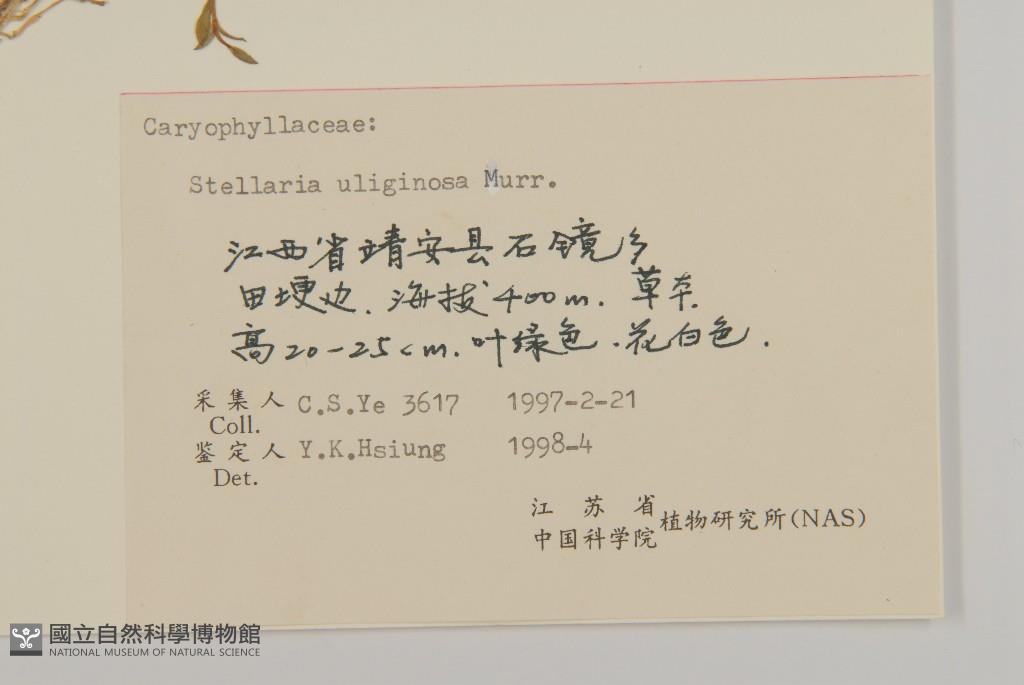 Caryophyllaceae:
Stellaria uliginosa Murr.
江西省靖安县石镜乡
田埂边. 海拔400m. 草本
高20-25cm. 叶绿色. 花白色.
采集人 C.S.Ye 3617 1997-2-21
Coll.
鉴定人 Y.K.Hsiung 1998-4
Det.
江苏省
中国科学院 植物研究所(NAS)
國立自然科學博物館
NATIONAL MUSEUM OF NATURAL SCIENCE